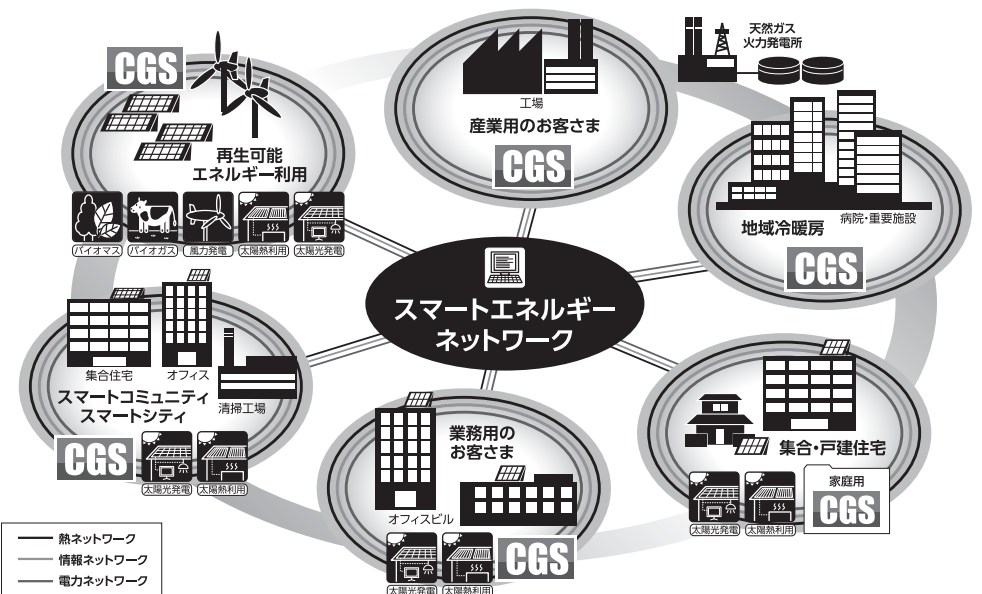 CGS
再生可能
エネルギー利用
バイオマス
バイオガス
風力発電
太陽熱利用
太陽光発電
工場
産業用のお客さま
CGS
天然ガス
火力発電所
病院・重要施設
地域冷暖房
CGS
スマートエネルギー
ネットワーク
集合住宅
オフィス
清掃工場
スマートコミュニティ
スマートシティ
CGS
太陽光発電
太陽熱利用
業務用の
お客さま
オフィスビル
太陽光発電
太陽熱利用
CGS
集合・戸建住宅
太陽光発電
太陽熱利用
家庭用
CGS
熱ネットワーク
情報ネットワーク
電力ネットワーク